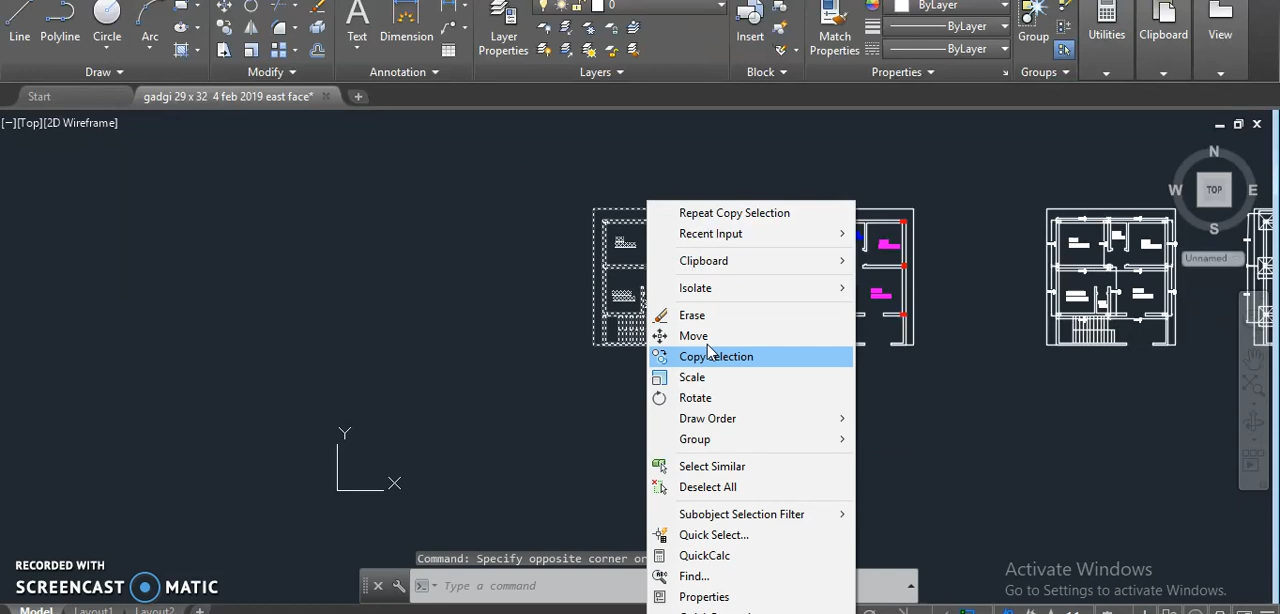 Line
Polyline
Circle
Arc
Text
Dimension
Layer
Properties
0
Insert
Match
Properties
ByLayer
ByLayer
ByLayer
Group
Utilities
Clipboard
View
Draw
Modify
Annotation
Layers
Block
Properties
Groups
Start
gadgi 29 x 32 4 feb 2019 east face*
[−][Top][2D Wireframe]
N
W
TOP
E
S
Unnamed
Repeat Copy Selection
Recent Input
Clipboard
Isolate
Erase
Move
Copy Selection
Scale
Rotate
Draw Order
Group
Select Similar
Deselect All
Subobject Selection Filter
Quick Select...
QuickCalc
Find...
Properties
Y
X
Command: Specify opposite corner or
Type a command
RECORDED WITH
SCREENCAST MATIC
Activate Windows
Go to Settings to activate Windows.
Model
Layout1
Layout2